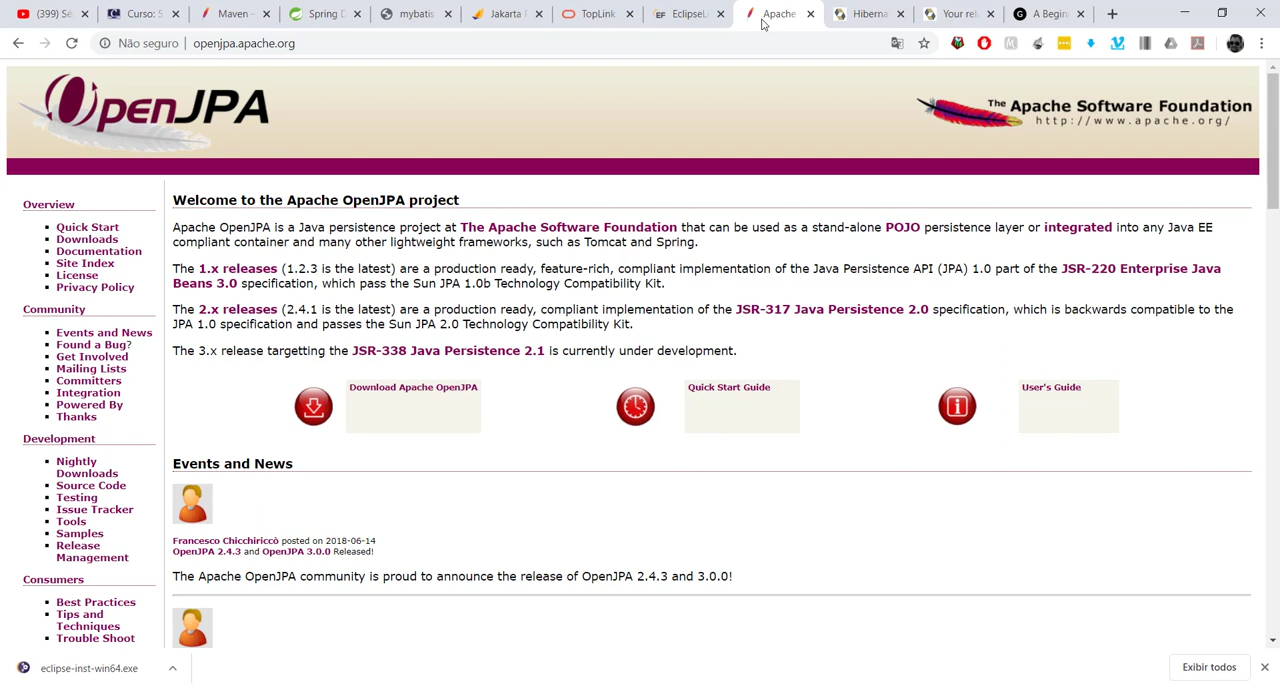 (399) Sé
Curso: S
Maven –
Spring D
mybatis
Jakarta P
TopLink
EclipseLi
Apache
Hiberna
Your rel
A Begin
Não seguro | openjpa.apache.org
OpenJPA
The Apache Software Foundation
http://www.apache.org/
Overview
Quick Start
Downloads
Documentation
Site Index
License
Privacy Policy
Community
Events and News
Found a Bug?
Get Involved
Mailing Lists
Committers
Integration
Powered By
Thanks
Development
Nightly
Downloads
Source Code
Testing
Issue Tracker
Tools
Samples
Release
Management
Consumers
Best Practices
Tips and
Techniques
Trouble Shoot
Welcome to the Apache OpenJPA project
Apache OpenJPA is a Java persistence project at The Apache Software Foundation that can be used as a stand-alone POJO persistence layer or integrated into any Java EE
compliant container and many other lightweight frameworks, such as Tomcat and Spring.
The 1.x releases (1.2.3 is the latest) are a production ready, feature-rich, compliant implementation of the Java Persistence API (JPA) 1.0 part of the JSR-220 Enterprise Java
Beans 3.0 specification, which pass the Sun JPA 1.0b Technology Compatibility Kit.
The 2.x releases (2.4.1 is the latest) are a production ready, compliant implementation of the JSR-317 Java Persistence 2.0 specification, which is backwards compatible to the
JPA 1.0 specification and passes the Sun JPA 2.0 Technology Compatibility Kit.
The 3.x release targetting the JSR-338 Java Persistence 2.1 is currently under development.
Download Apache OpenJPA
Quick Start Guide
User's Guide
Events and News
Francesco Chicchiriccò posted on 2018-06-14
OpenJPA 2.4.3 and OpenJPA 3.0.0 Released!
The Apache OpenJPA community is proud to announce the release of OpenJPA 2.4.3 and 3.0.0!
eclipse-inst-win64.exe
Exibir todos